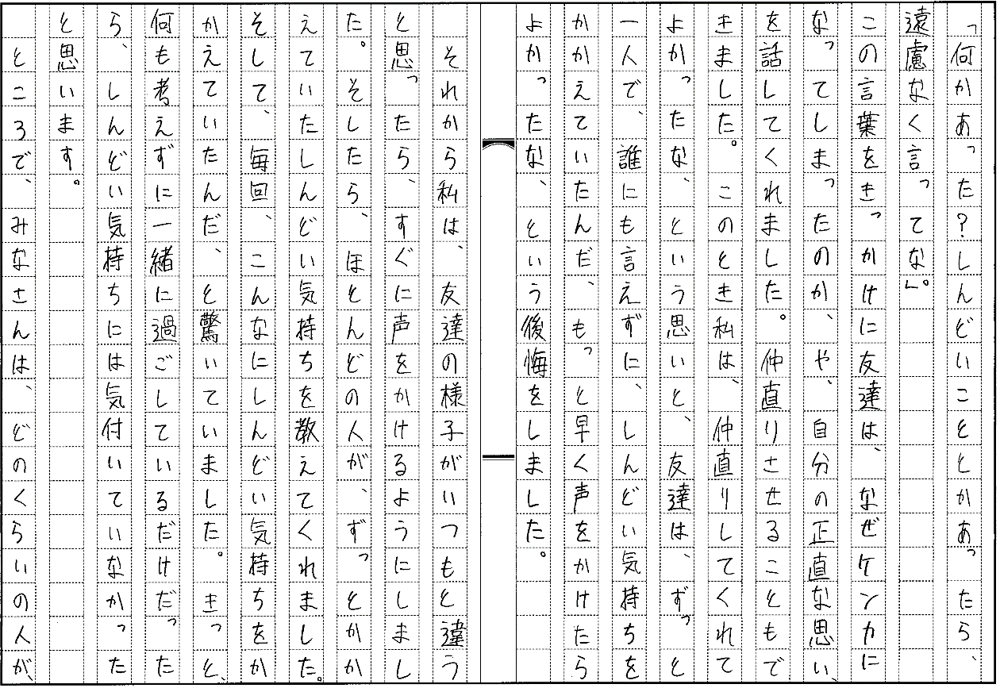 「何かあった？しんどいこととかあったら、
遠慮なく言ってな」。
この言葉をきっかけに友達は、なぜケンカに
なってしまったのか、や、自分の正直な思い
を話してくれました。仲直りさせることもで
きました。このとき私は、仲直りしてくれて
よかったな、という思いと、友達は、ずっと
一人で、誰にも言えずに、しんどい気持ちを
かかえていたんだ、もっと早く声をかけたら
よかったな、という後悔をしました。
それから私は、友達の様子がいつもと違う
と思ったら、すぐに声をかけるようにしまし
た。そしたら、ほとんどの人が、ずっとかか
えていたしんどい気持ちを教えてくれました。
そして、毎回、こんなにしんどい気持ちをか
かえていたんだ、と驚いていました。きっと、
何も考えずに一緒に過ごしているだけだった
ら、しんどい気持ちには気付いていなかった
と思います。
ところで、みなさんは、どのくらいの人が、